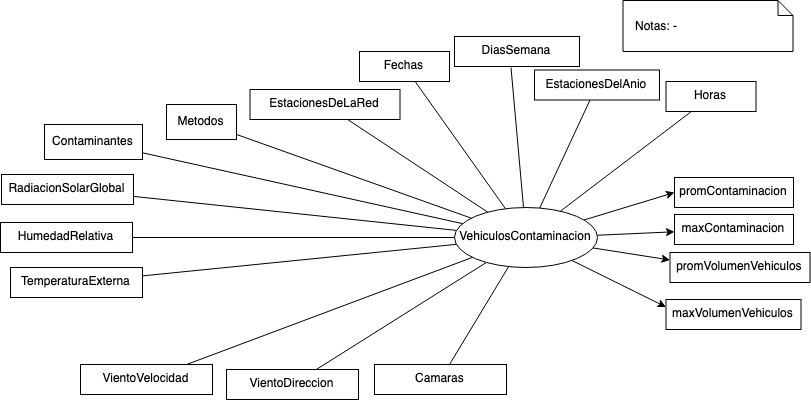 Notas: -
DiasSemana
Fechas
EstacionesDelAnio
EstacionesDeLaRed
Horas
Metodos
Contaminantes
RadiacionSolarGlobal
promContaminacion
maxContaminacion
HumedadRelativa
VehiculosContaminacion
promVolumenVehiculos
TemperaturaExterna
maxVolumenVehiculos
VientoVelocidad
VientoDireccion
Camaras